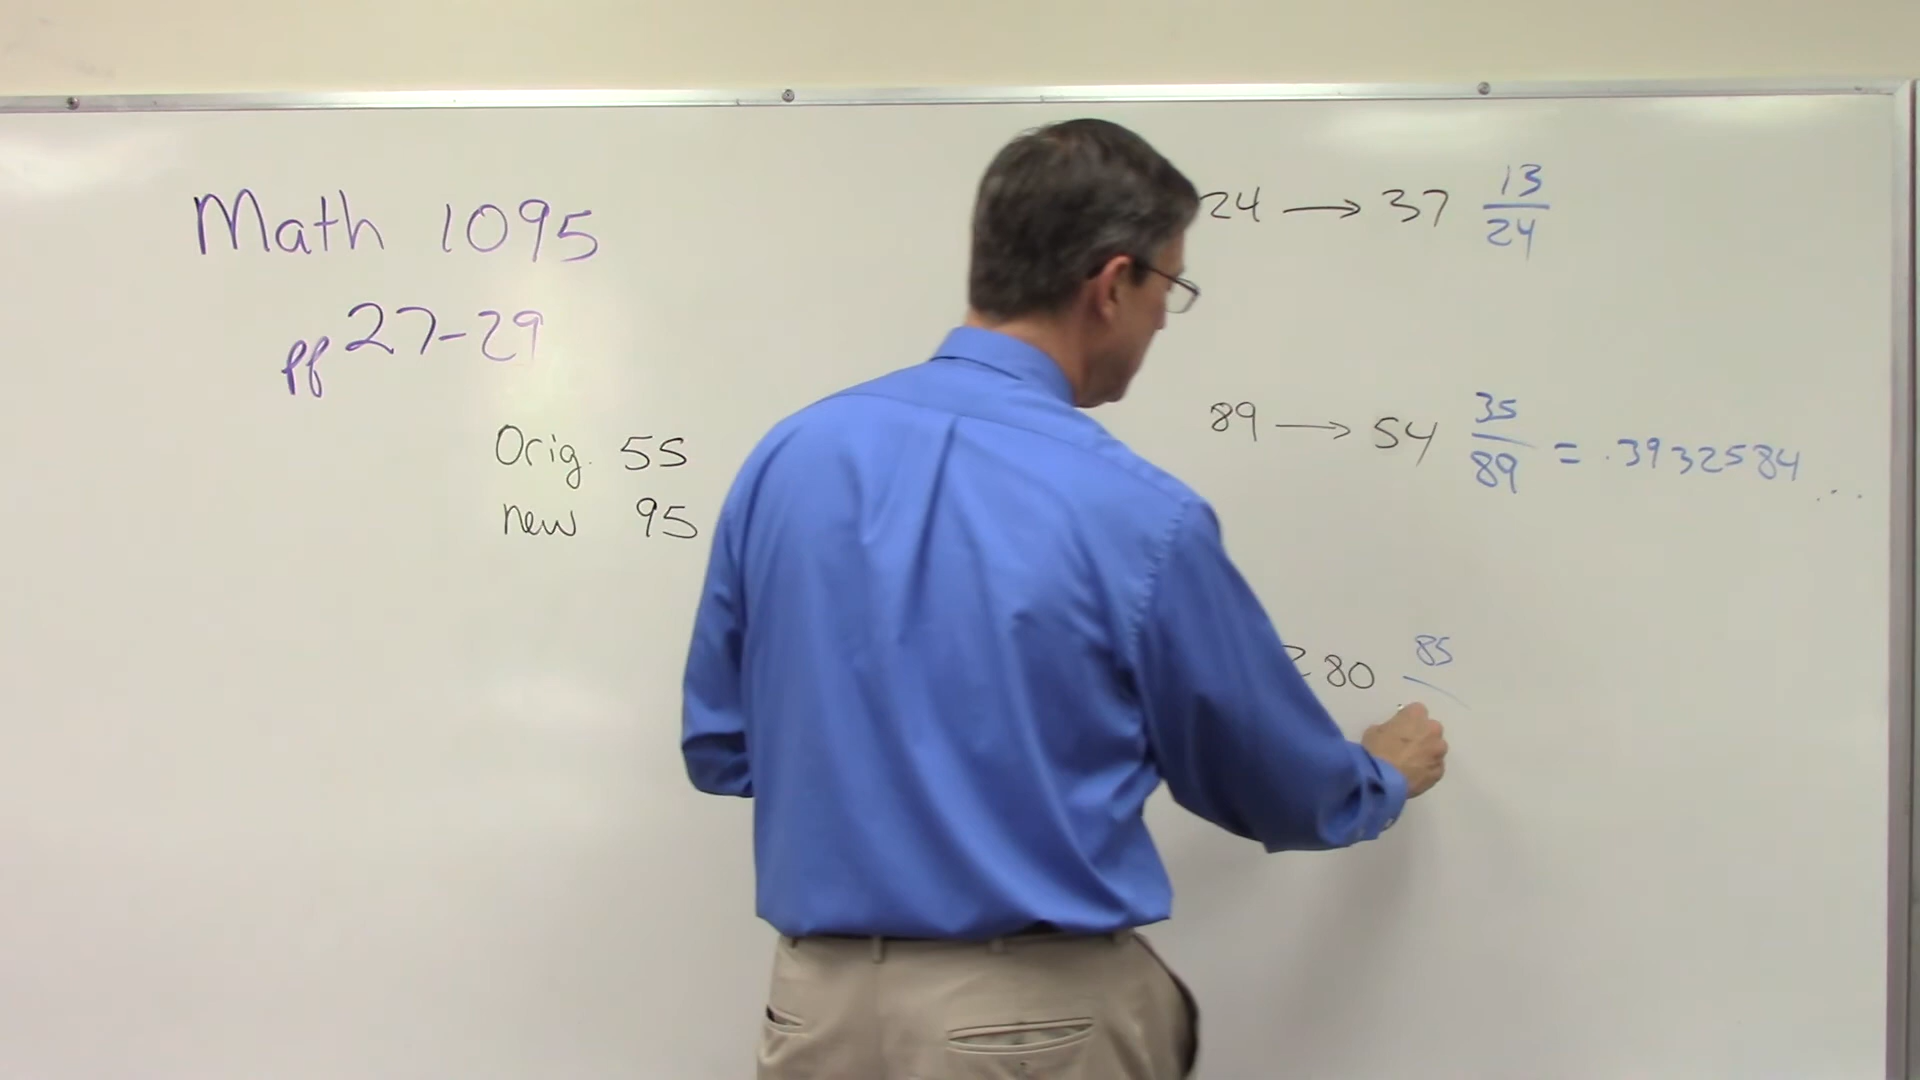 Math 1095
pp 27-29
Orig. 55
new 95
24 → 37 13/24
89 → 54 35/89 = .3932584...
280 85